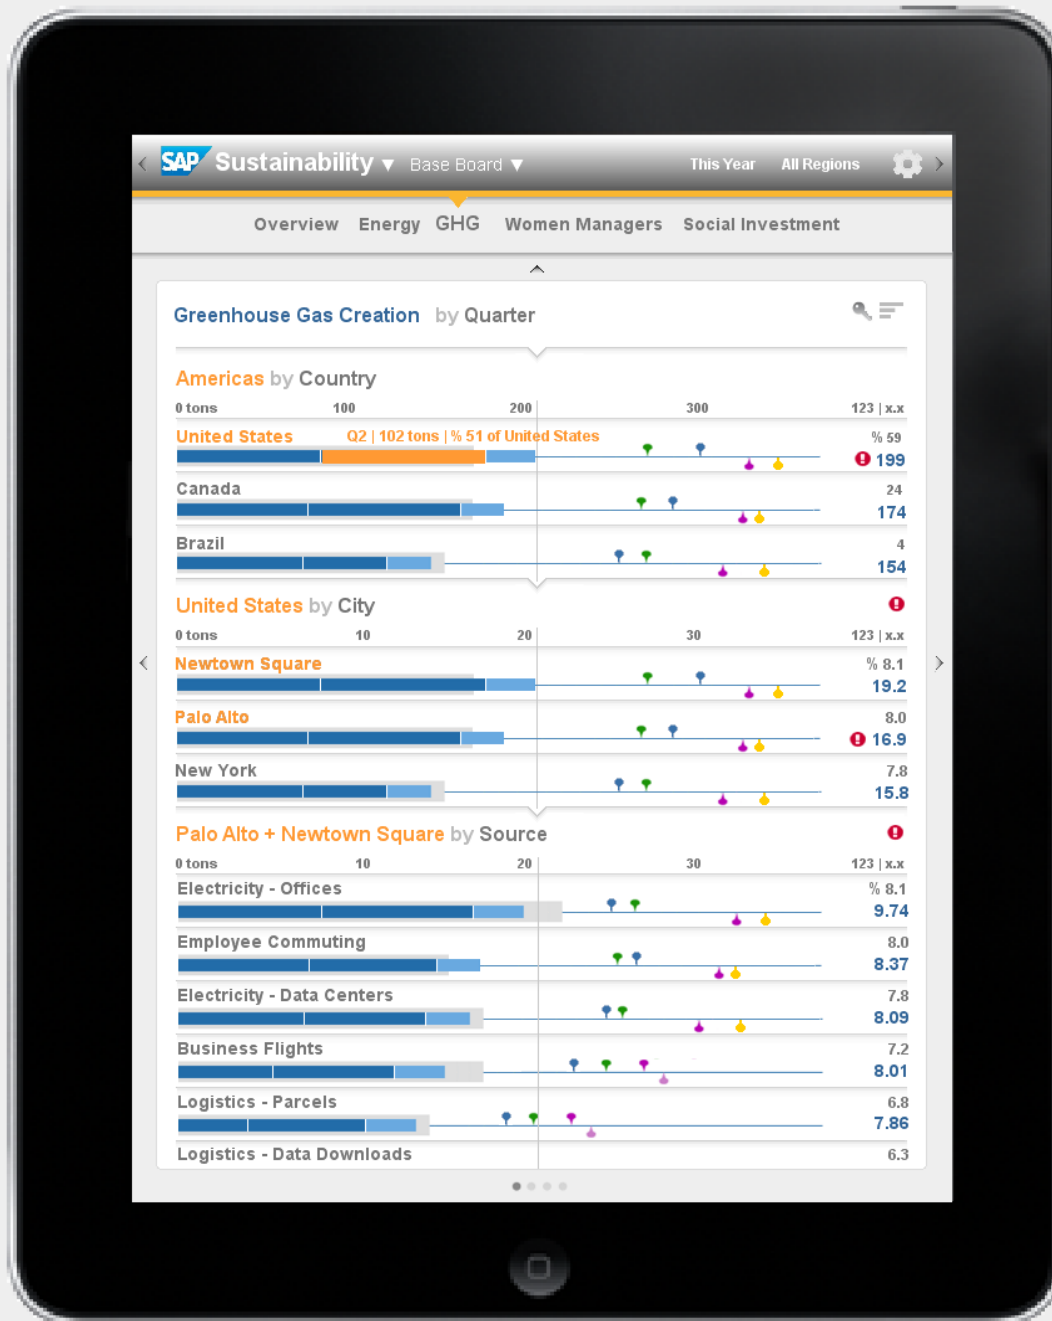 SAP Sustainability ▼ Base Board ▼ This Year All Regions
Overview Energy GHG Women Managers Social Investment
Greenhouse Gas Creation by Quarter
Americas by Country
0 tons 100 200 300 123 | x.x
United States Q2 | 102 tons | % 51 of United States % 59
199
Canada 24
174
Brazil 4
154
United States by City
0 tons 10 20 30 123 | x.x
Newtown Square % 8.1
19.2
Palo Alto 8.0
16.9
New York 7.8
15.8
Palo Alto + Newtown Square by Source
0 tons 10 20 30 123 | x.x
Electricity - Offices % 8.1
9.74
Employee Commuting 8.0
8.37
Electricity - Data Centers 7.8
8.09
Business Flights 7.2
8.01
Logistics - Parcels 6.8
7.86
Logistics - Data Downloads 6.3